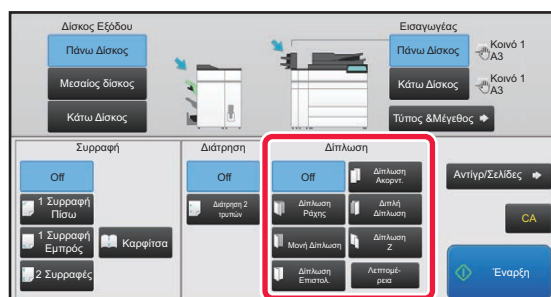 Δίσκος Εξόδου
Εισαγωγέας
Πάνω Δίσκος
Μεσαίος δίσκος
Κάτω Δίσκος
Πάνω Δίσκος
Κοινό 1
A3
Κάτω Δίσκος
Κοινό 1
A3
Τύπος &Μέγεθος
Συρραφή
Off
1 Συρραφή
Πίσω
1 Συρραφή
Εμπρός
Καρφίτσα
2 Συρραφές
Διάτρηση
Off
Διάτρηση 2
τρυπών
Δίπλωση
Off
Δίπλωση
Ακορντ.
Δίπλωση
Ράχης
Διπλή
Δίπλωση
Μονή Δίπλωση
Δίπλωση
Z
Δίπλωση
Επιστολ.
Λεπτομέ-
ρεια
Αντίγρ/Σελίδες
CA
Έναρξη